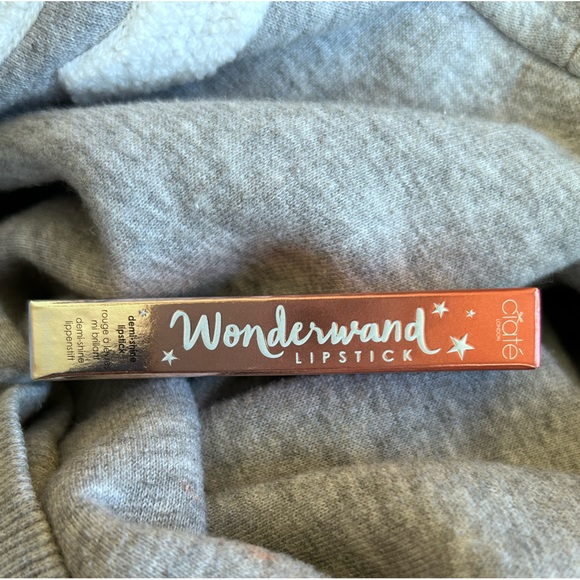 demi-shine
lipstick
rouge à lèvres
mi brillant
demi-shine
lippenstift
Wonderwand
LIPSTICK
ciaté
LONDON